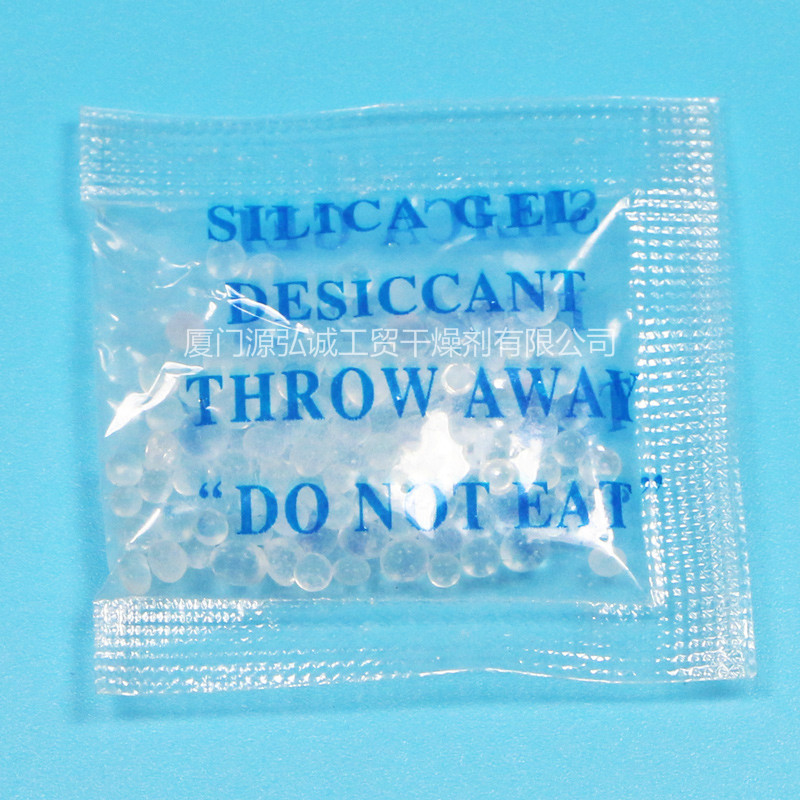 SILICA GEL
DESICCANT
厦门源弘诚工贸干燥剂有限公司
THROW AWAY
“DO NOT EAT”